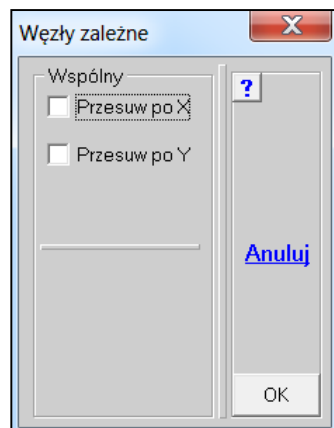 Węzły zależne
Wspólny
Przesuw po X
Przesuw po Y
?
Anuluj
OK